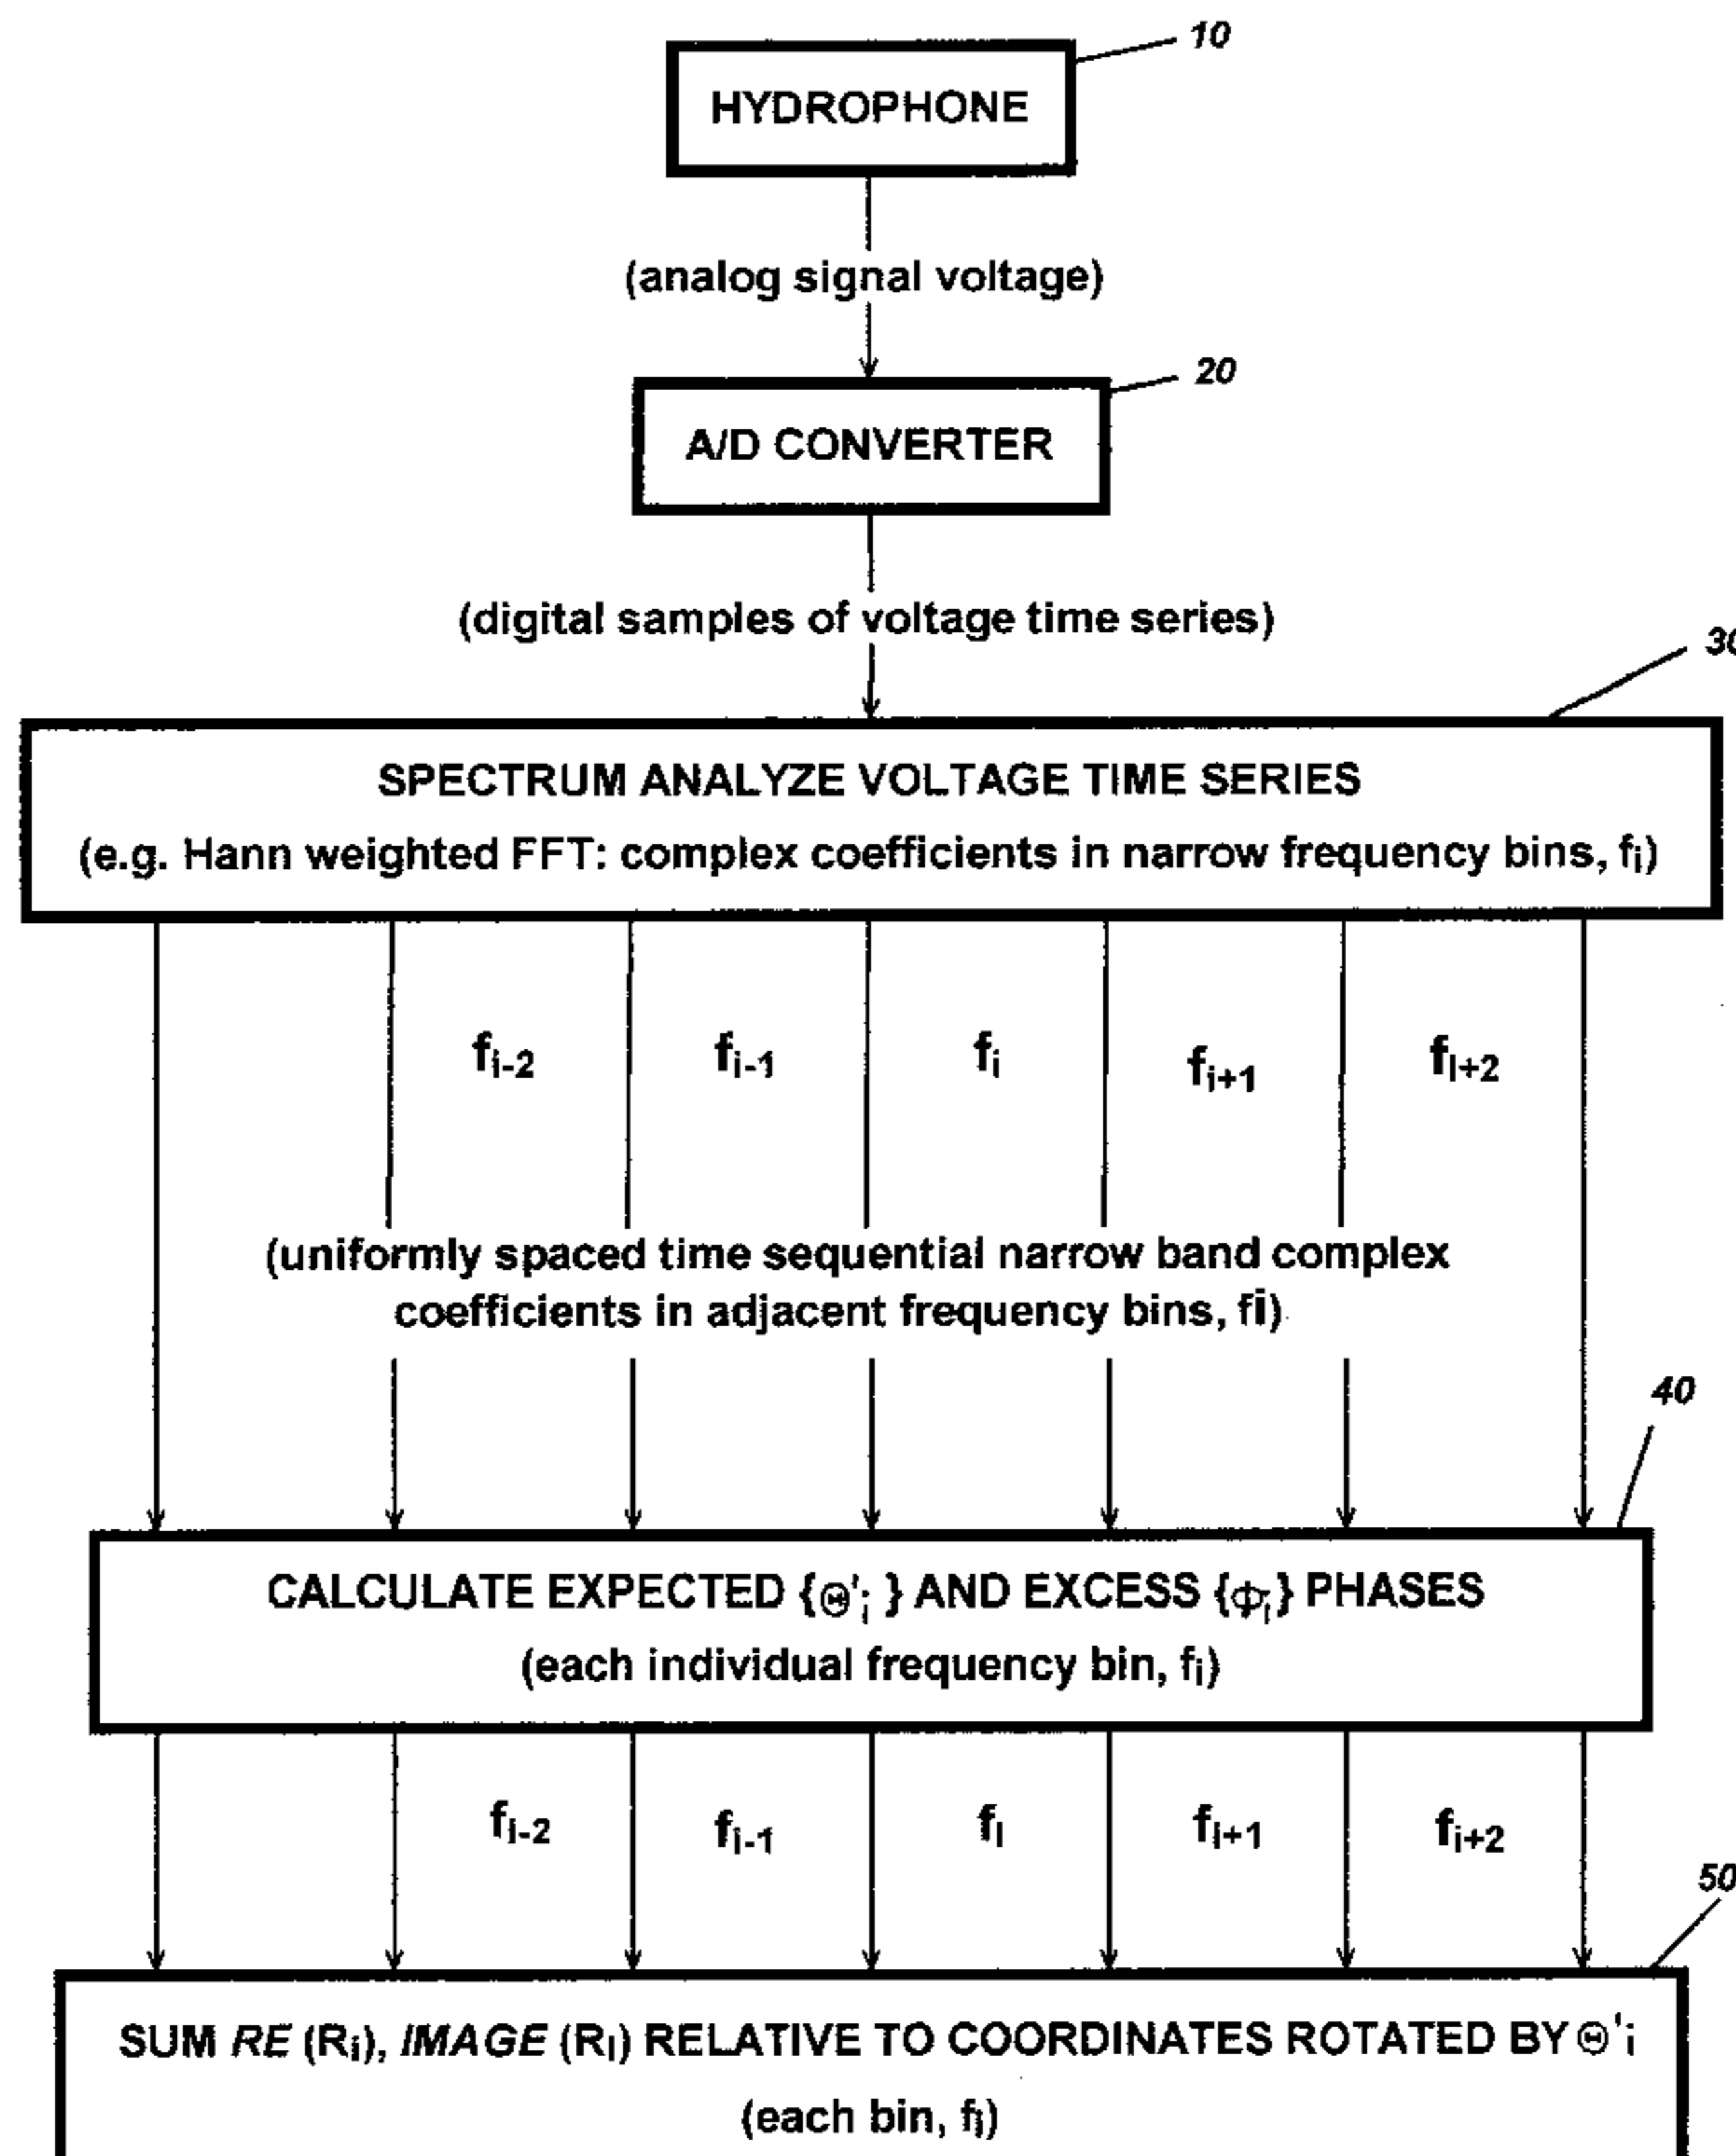 10
HYDROPHONE
(analog signal voltage)
20
A/D CONVERTER
(digital samples of voltage time series)
30
SPECTRUM ANALYZE VOLTAGE TIME SERIES
(e.g. Hann weighted FFT: complex coefficients in narrow frequency bins, fi)
fi-2 fi-1 fi fi+1 fi+2
(uniformly spaced time sequential narrow band complex
coefficients in adjacent frequency bins, fi)
40
CALCULATE EXPECTED {Θ'i} AND EXCESS {Φi} PHASES
(each individual frequency bin, fi)
fi-2 fi-1 fi fi+1 fi+2
50
SUM RE (Ri), IMAGE (Ri) RELATIVE TO COORDINATES ROTATED BY Θ'i
(each bin, fi)